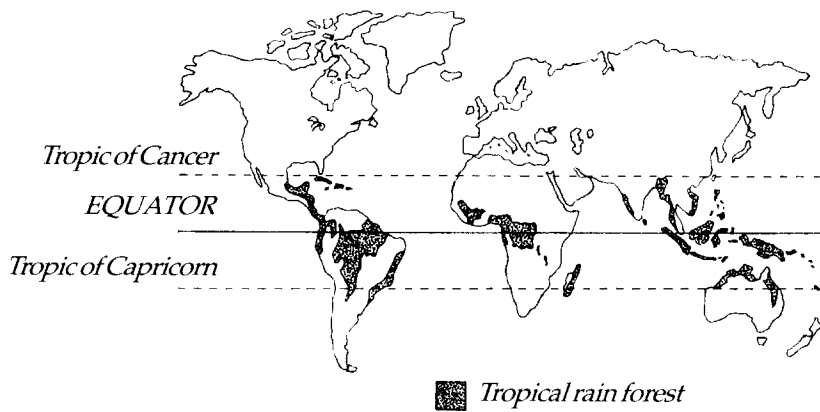 Tropic of Cancer
EQUATOR
Tropic of Capricorn
Tropical rain forest